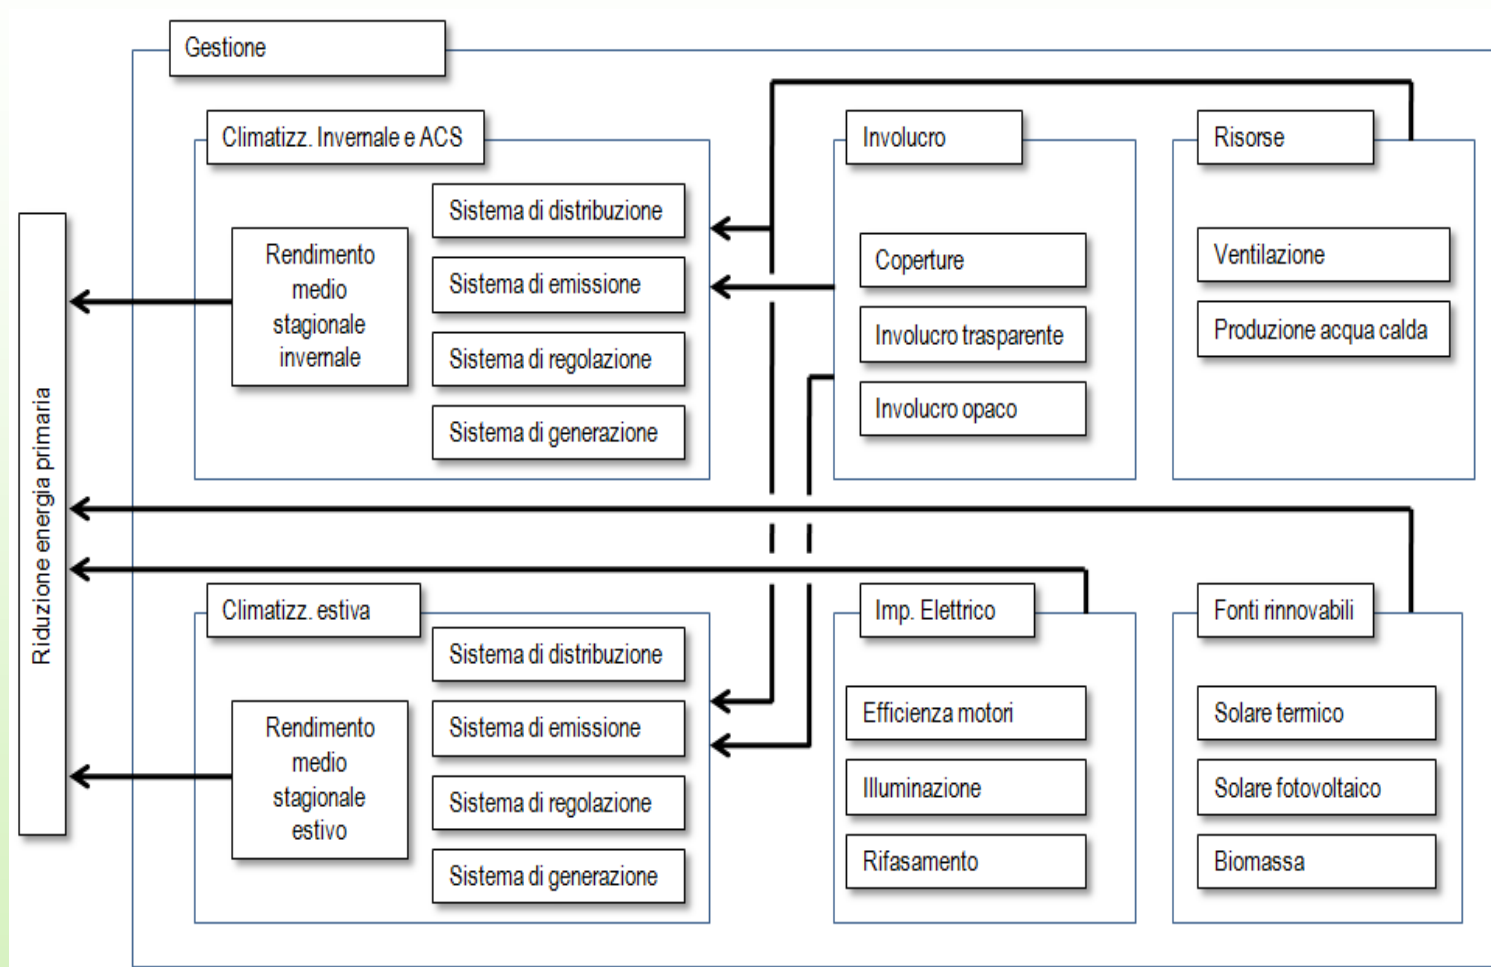 Gestione
Climatizz. Invernale e ACS
Involucro
Risorse
Sistema di distribuzione
Rendimento
medio
stagionale
invernale
Sistema di emissione
Sistema di regolazione
Sistema di generazione
Coperture
Involucro trasparente
Involucro opaco
Ventilazione
Produzione acqua calda
Riduzione energia primaria
Climatizz. estiva
Imp. Elettrico
Fonti rinnovabili
Sistema di distribuzione
Rendimento
medio
stagionale
estivo
Sistema di emissione
Sistema di regolazione
Sistema di generazione
Efficienza motori
Illuminazione
Rifasamento
Solare termico
Solare fotovoltaico
Biomassa